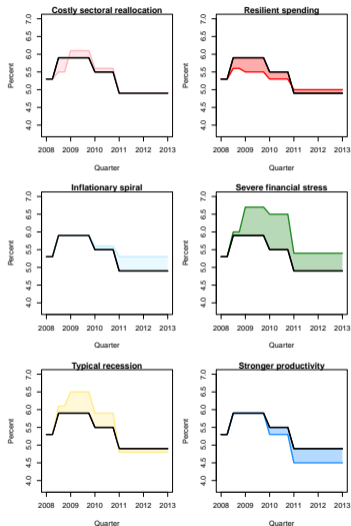 Costly sectoral reallocation
Resilient spending
Percent
7.0
6.5
6.0
5.5
5.0
4.5
4.0
2008 2009 2010 2011 2012 2013
Quarter
Percent
7.0
6.5
6.0
5.5
5.0
4.5
4.0
2008 2009 2010 2011 2012 2013
Quarter
Inflationary spiral
Severe financial stress
Percent
7.0
6.5
6.0
5.5
5.0
4.5
4.0
2008 2009 2010 2011 2012 2013
Quarter
Percent
7.0
6.5
6.0
5.5
5.0
4.5
4.0
2008 2009 2010 2011 2012 2013
Quarter
Typical recession
Stronger productivity
Percent
7.0
6.5
6.0
5.5
5.0
4.5
4.0
2008 2009 2010 2011 2012 2013
Quarter
Percent
7.0
6.5
6.0
5.5
5.0
4.5
4.0
2008 2009 2010 2011 2012 2013
Quarter